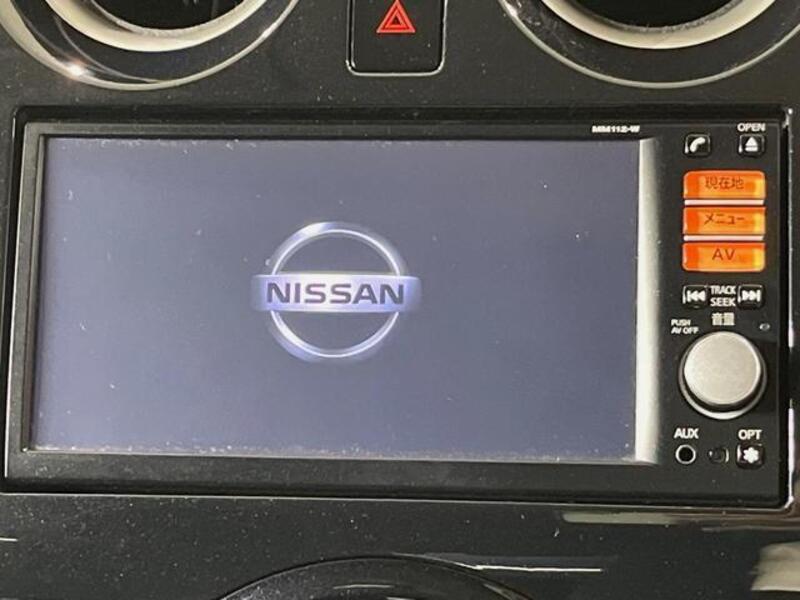 MM112-W
OPEN
現在地
メニュー
AV
NISSAN
TRACK
SEEK
PUSH
AV OFF
音量
AUX
OPT